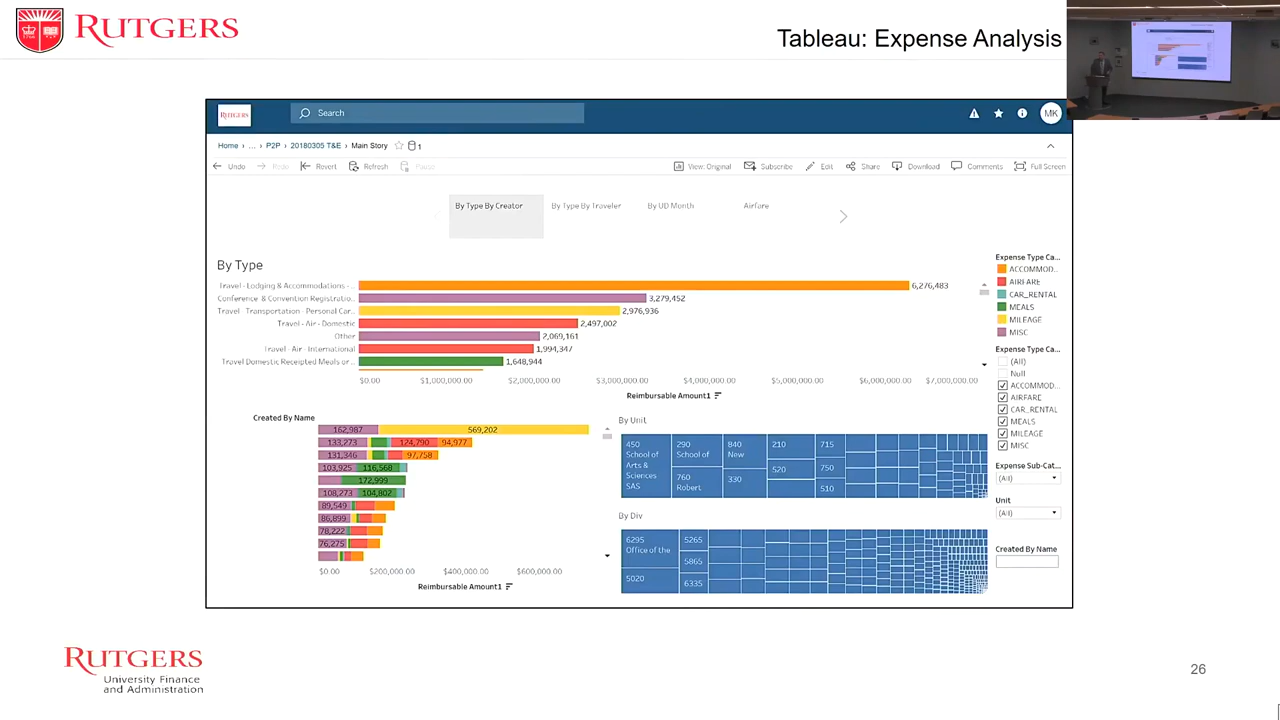 RUTGERS
Tableau: Expense Analysis
RUTGERS
Search
MK
Home › ... › P2P › 20180305 T&E › Main Story 1
Undo Redo Revert Refresh Pause
View: Original Subscribe Edit Share Download Comments Full Screen
By Type By Creator
By Type By Traveler
By UD Month
Airfare
By Type
Travel - Lodging & Accommodations -.. 6,276,483
Conference & Convention Registratio.. 3,279,452
Travel - Transportation - Personal Car.. 2,976,936
Travel - Air - Domestic 2,497,002
Other 2,069,161
Travel - Air - International 1,994,347
Travel Domestic Receipted Meals or.. 1,648,944
$0.00 $1,000,000.00 $2,000,000.00 $3,000,000.00 $4,000,000.00 $5,000,000.00 $6,000,000.00 $7,000,000.00
Reimbursable Amount1
Expense Type Ca...
ACCOMMOD..
AIRFARE
CAR_RENTAL
MEALS
MILEAGE
MISC
Expense Type Ca...
(All)
Null
ACCOMMOD..
AIRFARE
CAR_RENTAL
MEALS
MILEAGE
MISC
Expense Sub-Cat..
(All)
Unit
(All)
Created By Name
Created By Name
162,987 569,202
133,273 124,790 94,977
131,346 97,758
103,925 116,568
172,999
108,273 104,802
89,549
86,899
78,222
76,275
$0.00 $200,000.00 $400,000.00 $600,000.00
Reimbursable Amount1
By Unit
450
School of
Arts &
Sciences
SAS
290
School of
760
Robert
840
New
330
210
520
715
750
510
By Div
6295
Office of the
5020
5265
5865
6335
RUTGERS
University Finance
and Administration
26